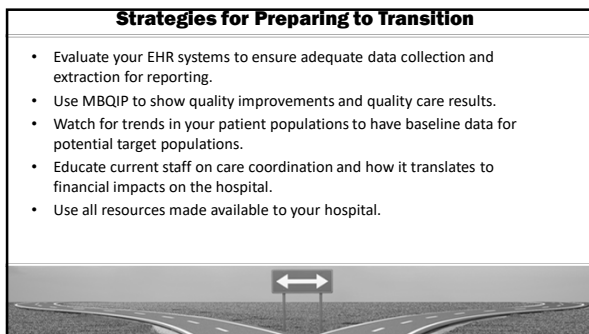 Strategies for Preparing to Transition
• Evaluate your EHR systems to ensure adequate data collection and
extraction for reporting.
• Use MBQIP to show quality improvements and quality care results.
• Watch for trends in your patient populations to have baseline data for
potential target populations.
• Educate current staff on care coordination and how it translates to
financial impacts on the hospital.
• Use all resources made available to your hospital.